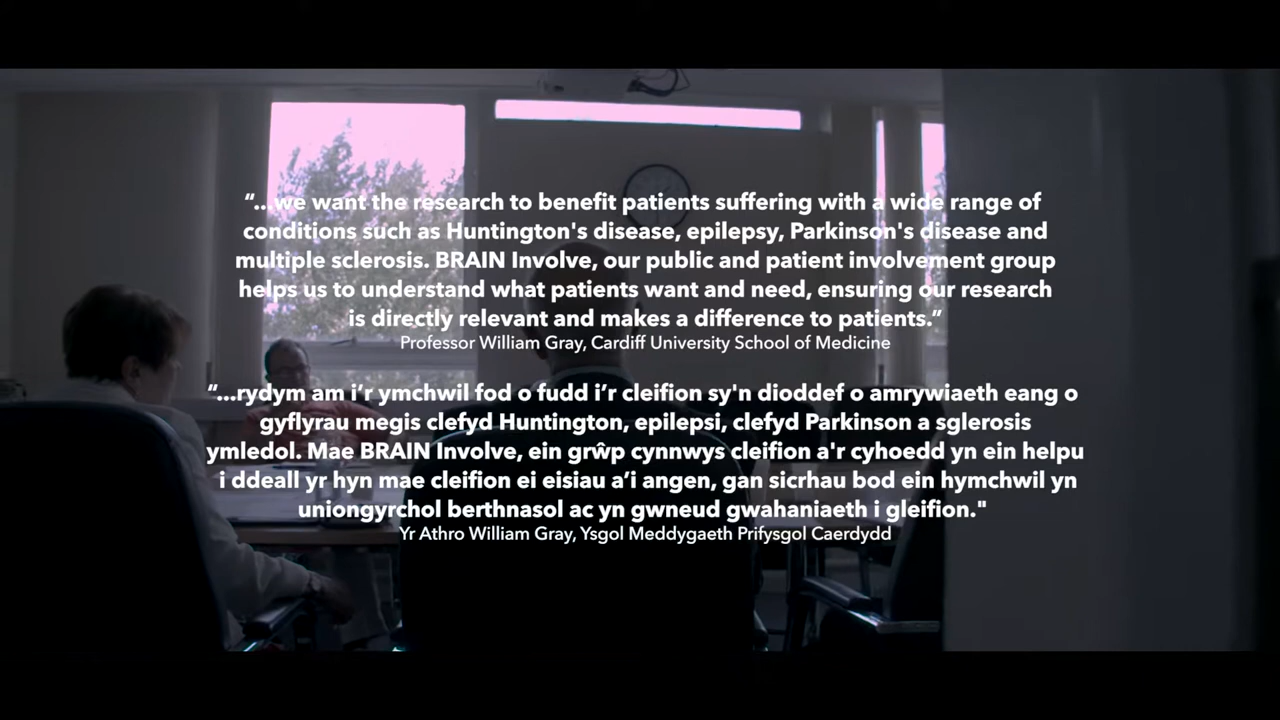 “...we want the research to benefit patients suffering with a wide range of
conditions such as Huntington's disease, epilepsy, Parkinson's disease and
multiple sclerosis. BRAIN Involve, our public and patient involvement group
helps us to understand what patients want and need, ensuring our research
is directly relevant and makes a difference to patients.”
Professor William Gray, Cardiff University School of Medicine
“...rydym am i’r ymchwil fod o fudd i’r cleifion sy'n dioddef o amrywiaeth eang o
gyflyrau megis clefyd Huntington, epilepsi, clefyd Parkinson a sglerosis
ymledol. Mae BRAIN Involve, ein grŵp cynnwys cleifion a'r cyhoedd yn ein helpu
i ddeall yr hyn mae cleifion ei eisiau a’i angen, gan sicrhau bod ein hymchwil yn
uniongyrchol berthnasol ac yn gwneud gwahaniaeth i gleifion."
Yr Athro William Gray, Ysgol Meddygaeth Prifysgol Caerdydd